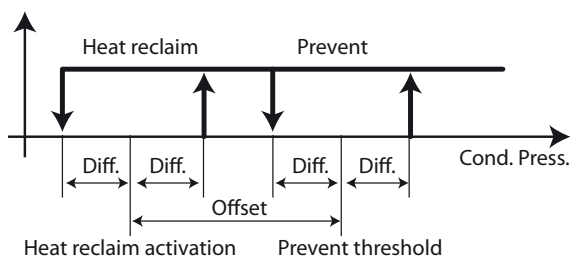 Heat reclaim
Prevent
Cond. Press.
Diff.
Diff.
Diff.
Diff.
Offset
Heat reclaim activation
Prevent threshold